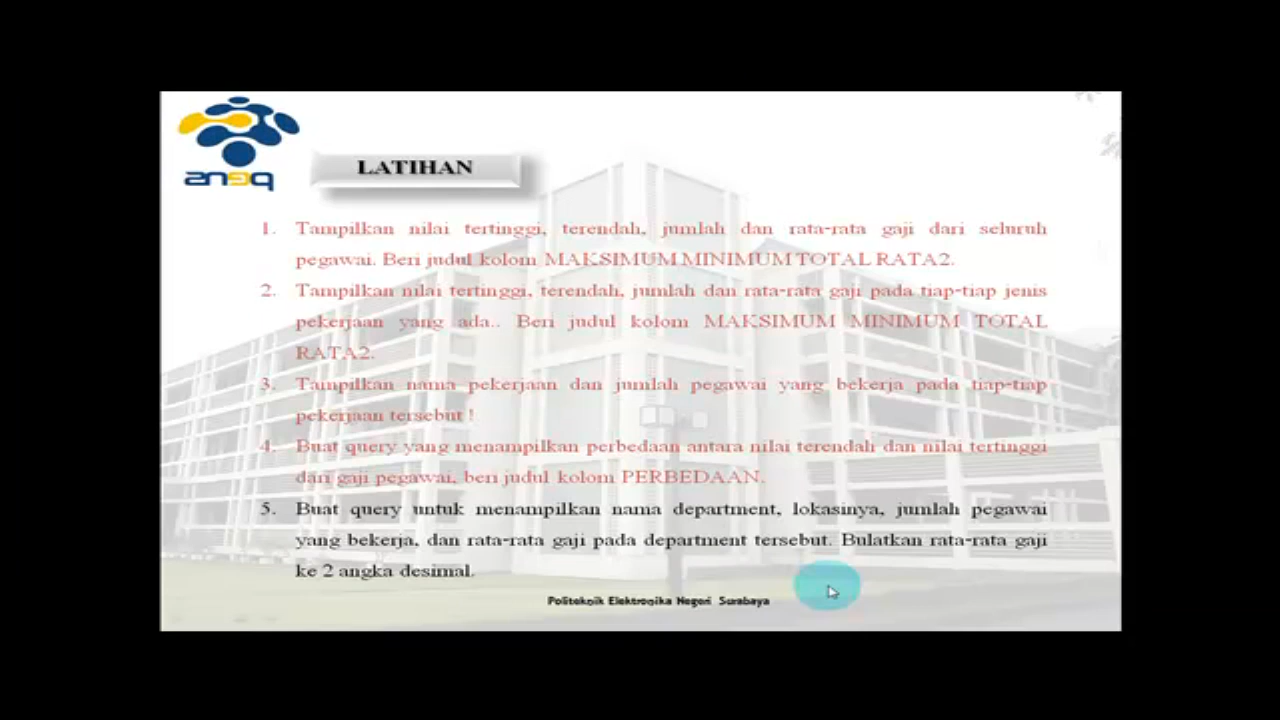 pens
LATIHAN
1. Tampilkan nilai tertinggi, terendah, jumlah dan rata-rata gaji dari seluruh
pegawai. Beri judul kolom MAKSIMUM MINIMUM TOTAL RATA2.
2. Tampilkan nilai tertinggi, terendah, jumlah dan rata-rata gaji pada tiap-tiap jenis
pekerjaan yang ada.. Beri judul kolom MAKSIMUM MINIMUM TOTAL
RATA2.
3. Tampilkan nama pekerjaan dan jumlah pegawai yang bekerja pada tiap-tiap
pekerjaan tersebut !
4. Buat query yang menampilkan perbedaan antara nilai terendah dan nilai tertinggi
dari gaji pegawai, beri judul kolom PERBEDAAN.
5. Buat query untuk menampilkan nama department, lokasinya, jumlah pegawai
yang bekerja, dan rata-rata gaji pada department tersebut. Bulatkan rata-rata gaji
ke 2 angka desimal.
Politeknik Elektronika Negeri Surabaya